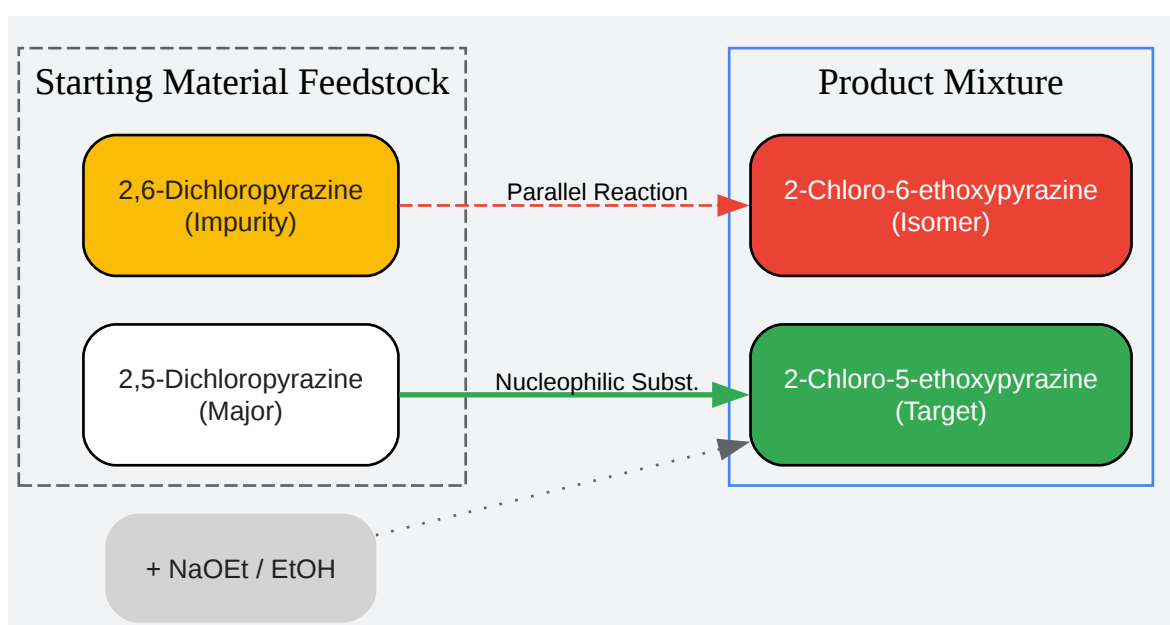 Starting Material Feedstock
Product Mixture
2,6-Dichloropyrazine
(Impurity)
Parallel Reaction
2-Chloro-6-ethoxypyrazine
(Isomer)
2,5-Dichloropyrazine
(Major)
Nucleophilic Subst.
2-Chloro-5-ethoxypyrazine
(Target)
+ NaOEt / EtOH